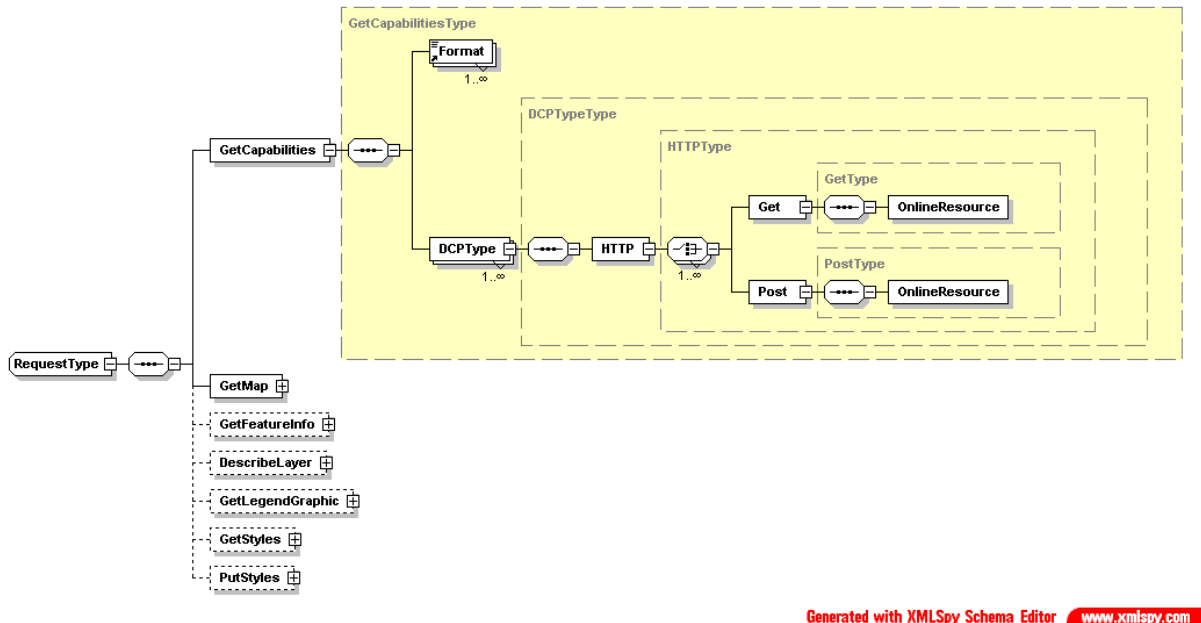 GetCapabilitiesType
Format
1..∞
DCPTypeType
HTTPType
GetCapabilities
GetType
Get
OnlineResource
DCPType
1..∞
HTTP
1..∞
PostType
Post
OnlineResource
RequestType
GetMap
GetFeatureInfo
DescribeLayer
GetLegendGraphic
GetStyles
PutStyles
Generated with XMLSpy Schema Editor www.xmlspy.com